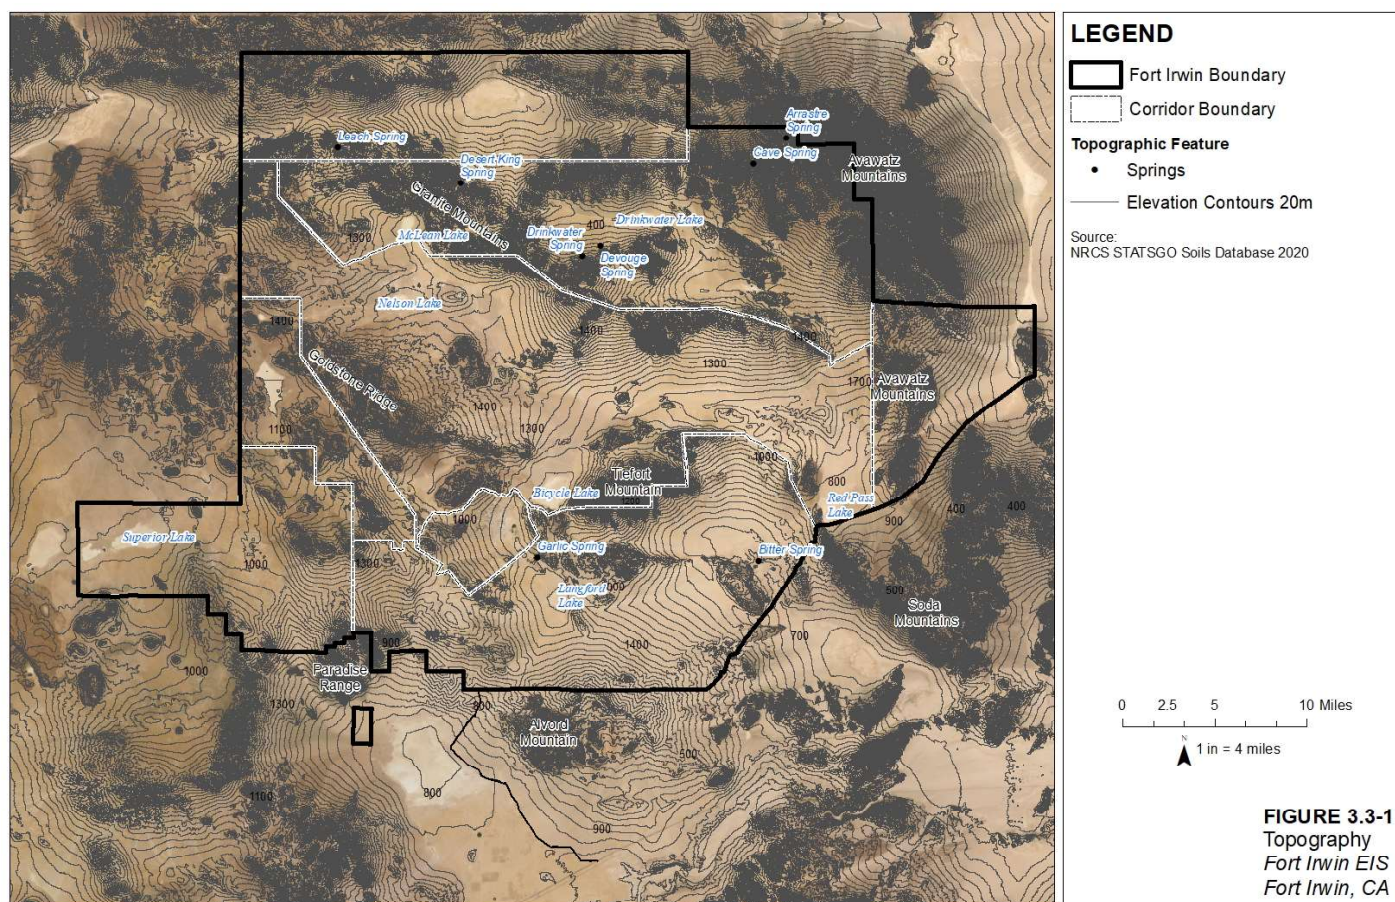 Arrastre
Spring
Leach Spring
Cave Spring
Desert King
Spring
Avawatz
Mountains
Granite Mountains
Drinkwater Lake
400
McLean Lake
1300
Drinkwater
Spring
Devouge
Spring
Nelson Lake
1400
1400
1300
Goldstone Ridge
1700
Avawatz
Mountains
1400
1300
1100
1000
Tiefort
Mountain
800
Bicycle Lake
1200
Red Pass
Lake
900
400
400
1000
Superior Lake
Garlic Spring
Bitter Spring
1000
1300
Langford
Lake
500
Soda
Mountains
700
900
1400
1000
Paradise
Range
1300
800
Alvord
Mountain
500
800
1100
900
LEGEND
Fort Irwin Boundary
Corridor Boundary
Topographic Feature
Springs
Elevation Contours 20m
Source:
NRCS STATSGO Soils Database 2020
0 2.5 5 10 Miles
N
1 in = 4 miles
FIGURE 3.3-1
Topography
Fort Irwin EIS
Fort Irwin, CA